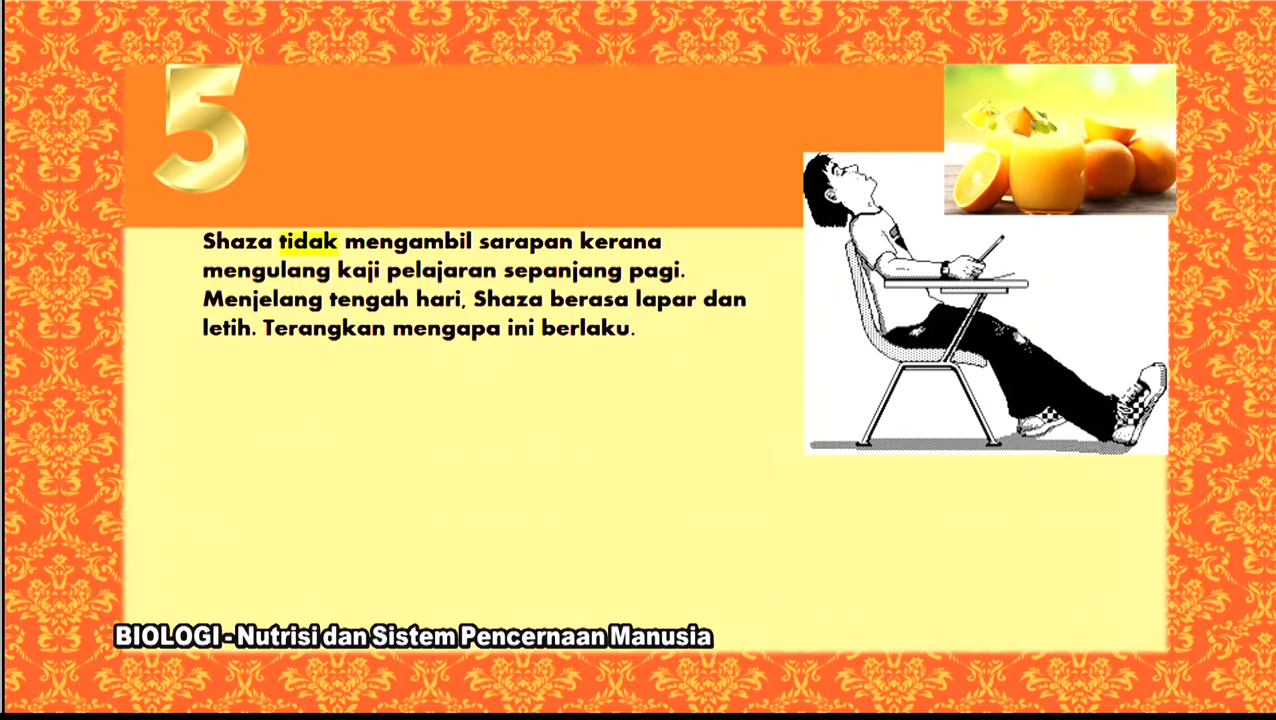 5
Shaza tidak mengambil sarapan kerana
mengulang kaji pelajaran sepanjang pagi.
Menjelang tengah hari, Shaza berasa lapar dan
letih. Terangkan mengapa ini berlaku.
BIOLOGI - Nutrisi dan Sistem Pencernaan Manusia